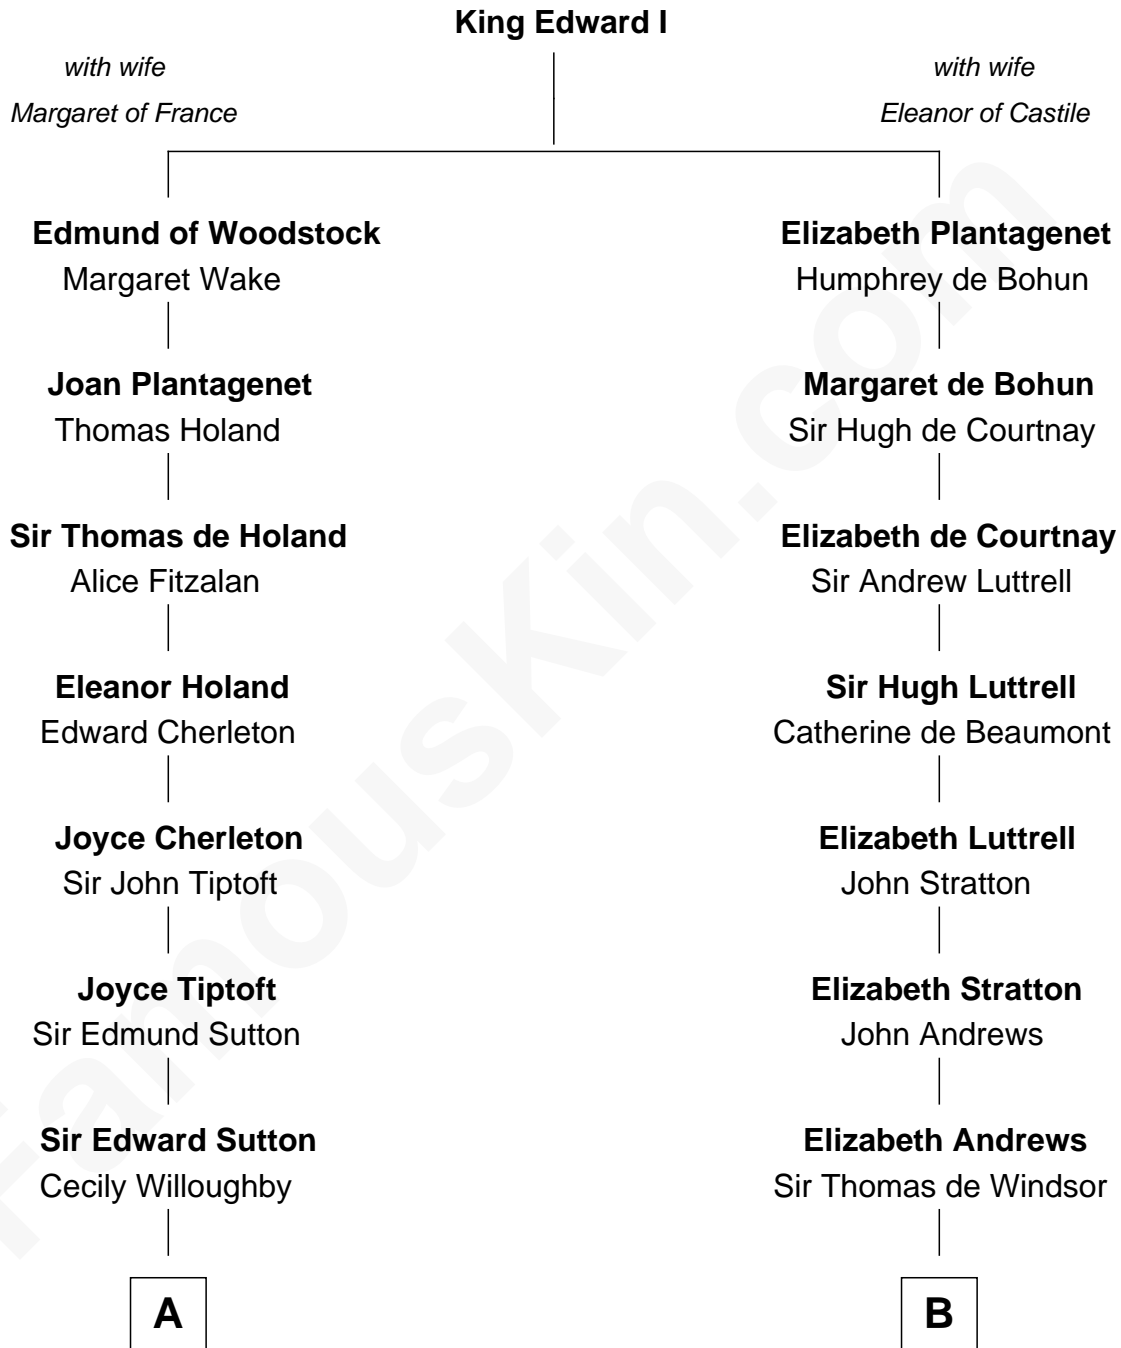 King Edward I
with wife
Margaret of France
with wife
Eleanor of Castile
Edmund of Woodstock
Margaret Wake
Elizabeth Plantagenet
Humphrey de Bohun
Joan Plantagenet
Thomas Holand
Margaret de Bohun
Sir Hugh de Courtnay
Sir Thomas de Holand
Alice Fitzalan
Elizabeth de Courtnay
Sir Andrew Luttrell
Eleanor Holand
Edward Cherleton
Sir Hugh Luttrell
Catherine de Beaumont
Joyce Cherleton
Sir John Tiptoft
Elizabeth Luttrell
John Stratton
Joyce Tiptoft
Sir Edmund Sutton
Elizabeth Stratton
John Andrews
Sir Edward Sutton
Cecily Willoughby
Elizabeth Andrews
Sir Thomas de Windsor
A
B
FamousKin.com